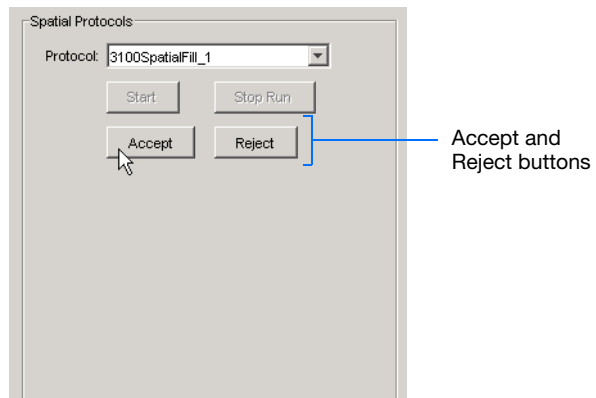 Spatial Protocols
Protocol: 3100SpatialFill_1
Start Stop Run
Accept Reject
Accept and
Reject buttons